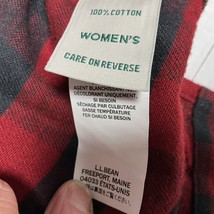 100% COTTON
WOMEN'S
CARE ON REVERSE
AGENT BLANCHISSANT
DÉCOLORANT UNIQUEMENT
SI BESOIN
SÉCHAGE PAR CULBUTAGE
BASSE TEMPÉRATURE
FER CHAUD SI BESOIN
L.L.BEAN
FREEPORT, MAINE
04033 ÉTATS-UNIS